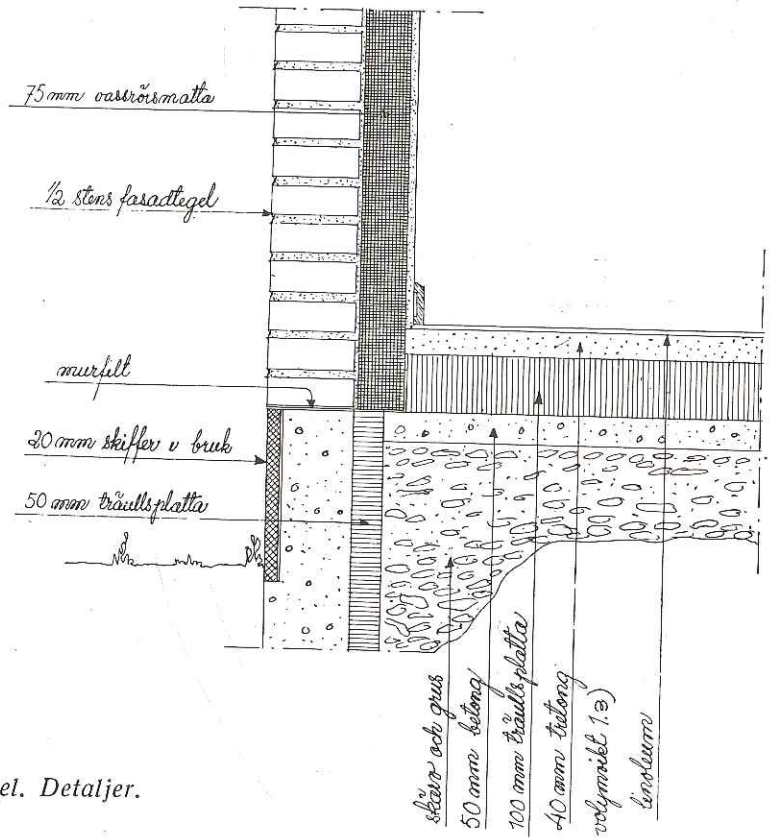 75 mm vassrörsmatta
1/2 stens fasadtegel
murfilt
20 mm skiffer i bruk
50 mm träullsplatta
skärv och grus
50 mm betong
100 mm träullsplatta
40 mm tretong
volymvikt 1.3)
linoleum
el. Detaljer.